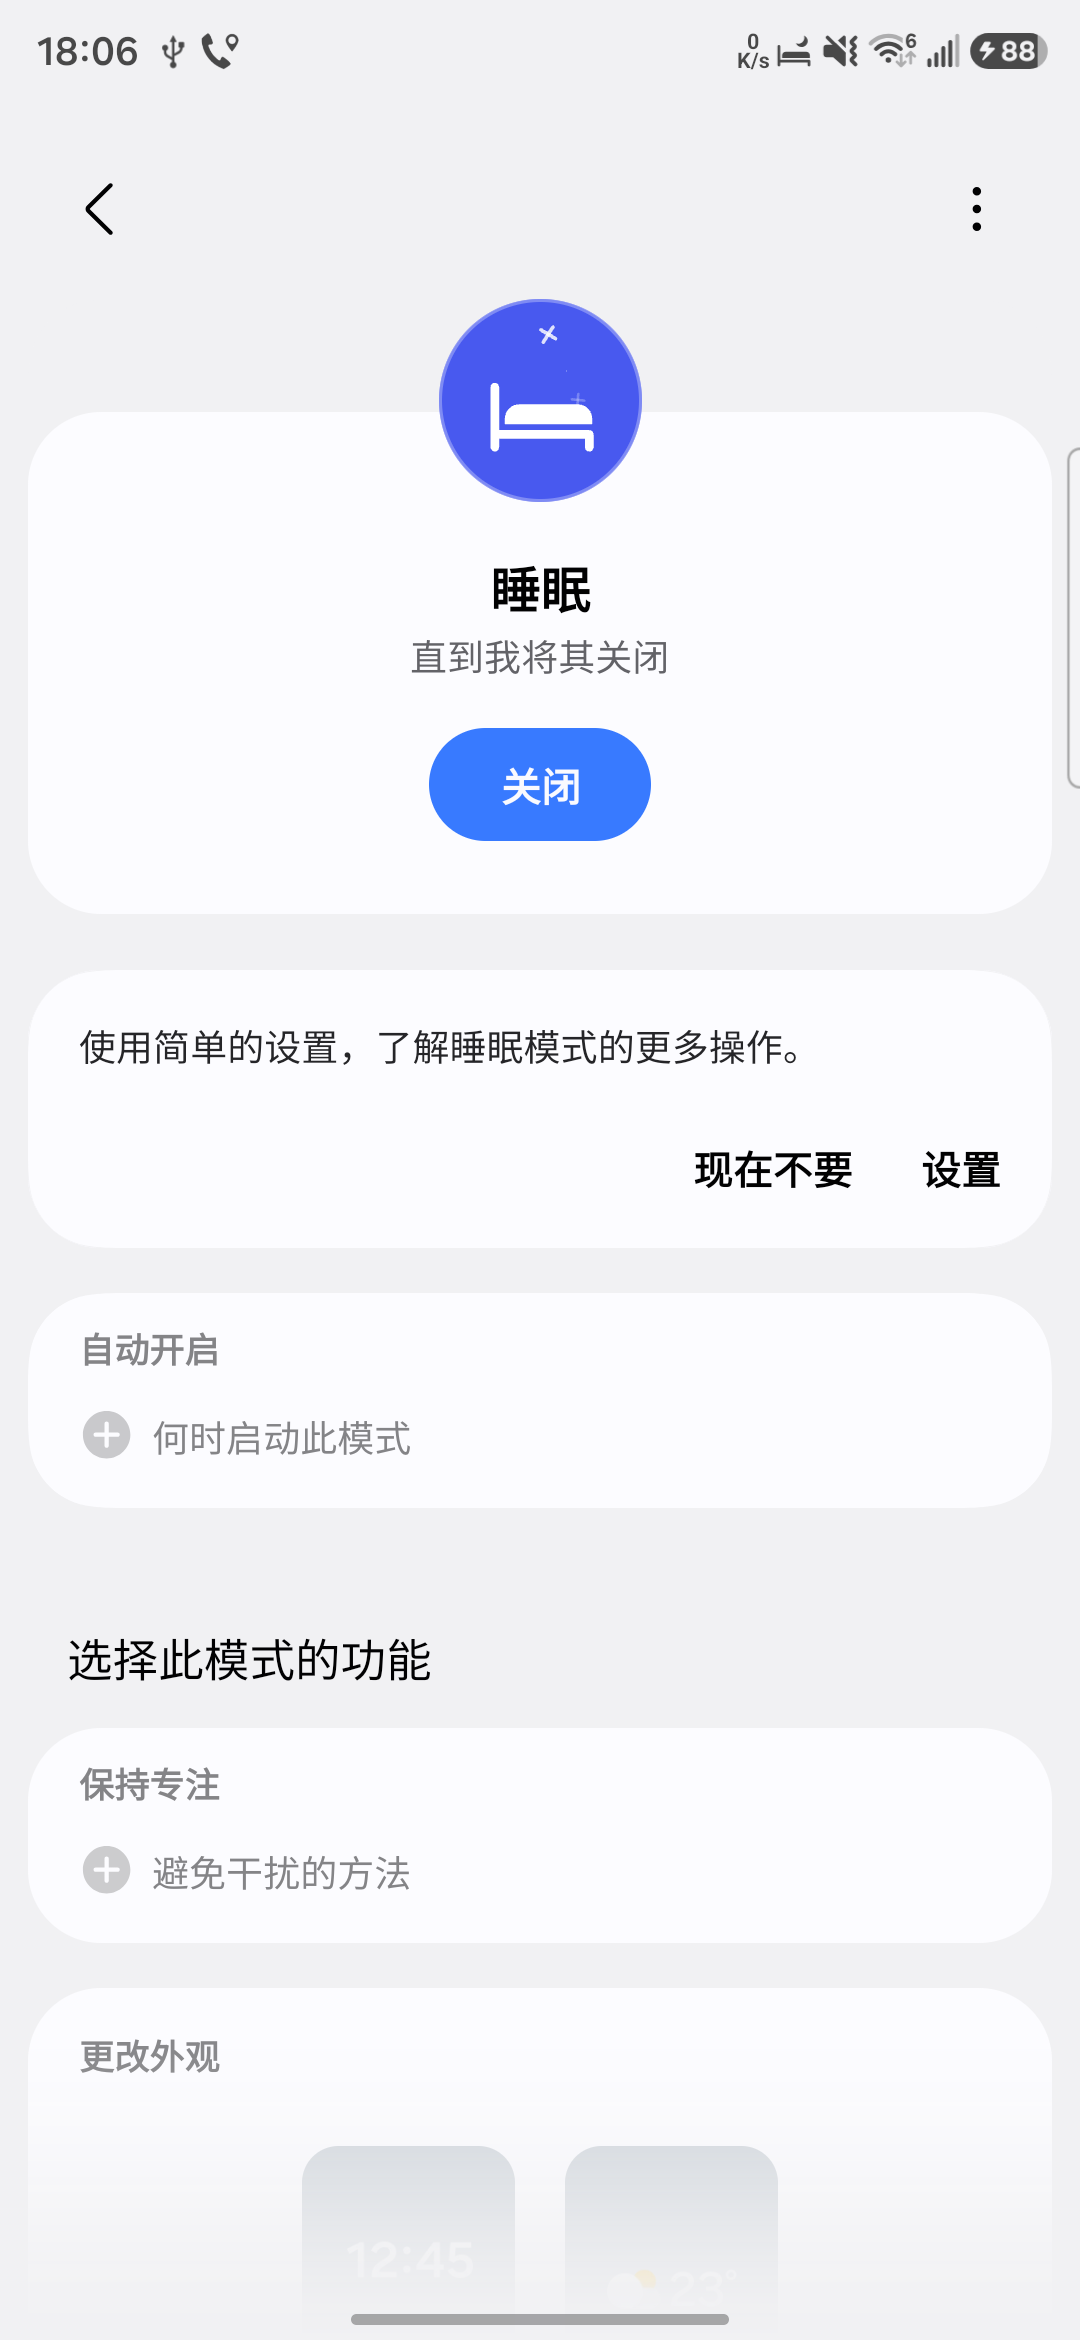 18:06
0
K/s
6
88
睡眠
直到我将其关闭
关闭
使用简单的设置，了解睡眠模式的更多操作。
现在不要 设置
自动开启
何时启动此模式
选择此模式的功能
保持专注
避免干扰的方法
更改外观
12:45
23°